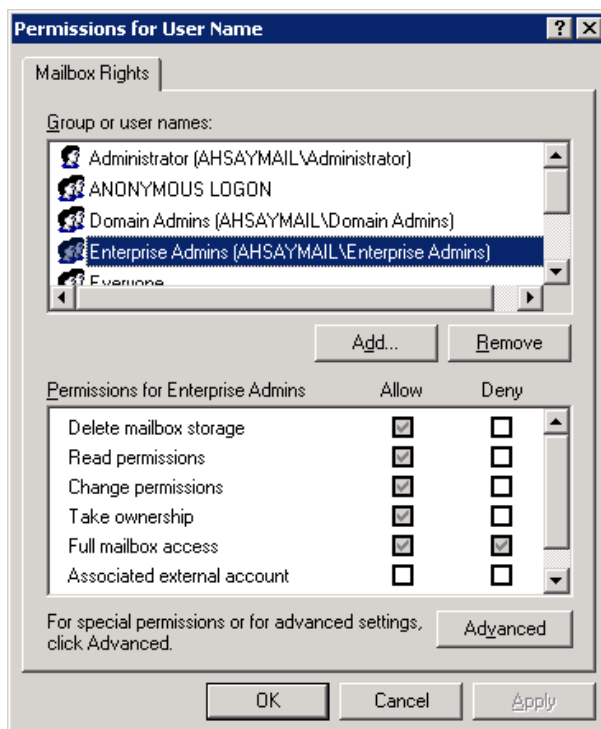 Permissions for User Name
Mailbox Rights
Group or user names:
Administrator (AHSAYMAIL\Administrator)
ANONYMOUS LOGON
Domain Admins (AHSAYMAIL\Domain Admins)
Enterprise Admins (AHSAYMAIL\Enterprise Admins)
Everyone
Add... Remove
Permissions for Enterprise Admins Allow Deny
Delete mailbox storage
Read permissions
Change permissions
Take ownership
Full mailbox access
Associated external account
For special permissions or for advanced settings, Advanced
click Advanced.
OK Cancel Apply